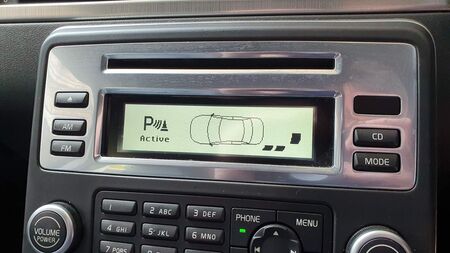 P
Active
AM
FM
CD
MODE
VOLUME
POWER
1
2 ABC
3 DEF
4 GHI
5 JKL
6 MNO
7 PQRS
PHONE
MENU